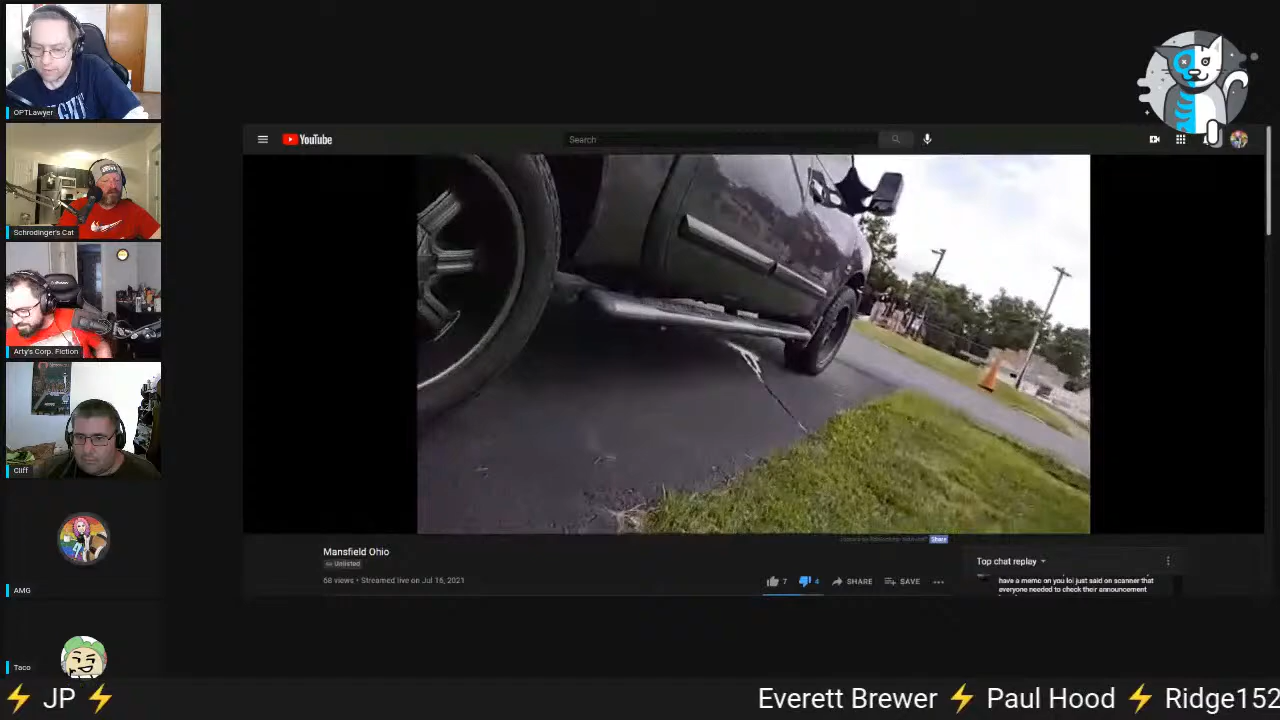 OPTLawyer
Schrodinger's Cat
Arty's Corp. Fiction
Cliff
AMG
Taco
YouTube
Search
Mansfield Ohio
Unlisted
68 views • Streamed live on Jul 16, 2021
7
4
SHARE
SAVE
Share
Top chat replay
have a memo on you lol just said on scanner that
everyone needed to check their announcement
⚡ JP ⚡
Everett Brewer ⚡ Paul Hood ⚡ Ridge152